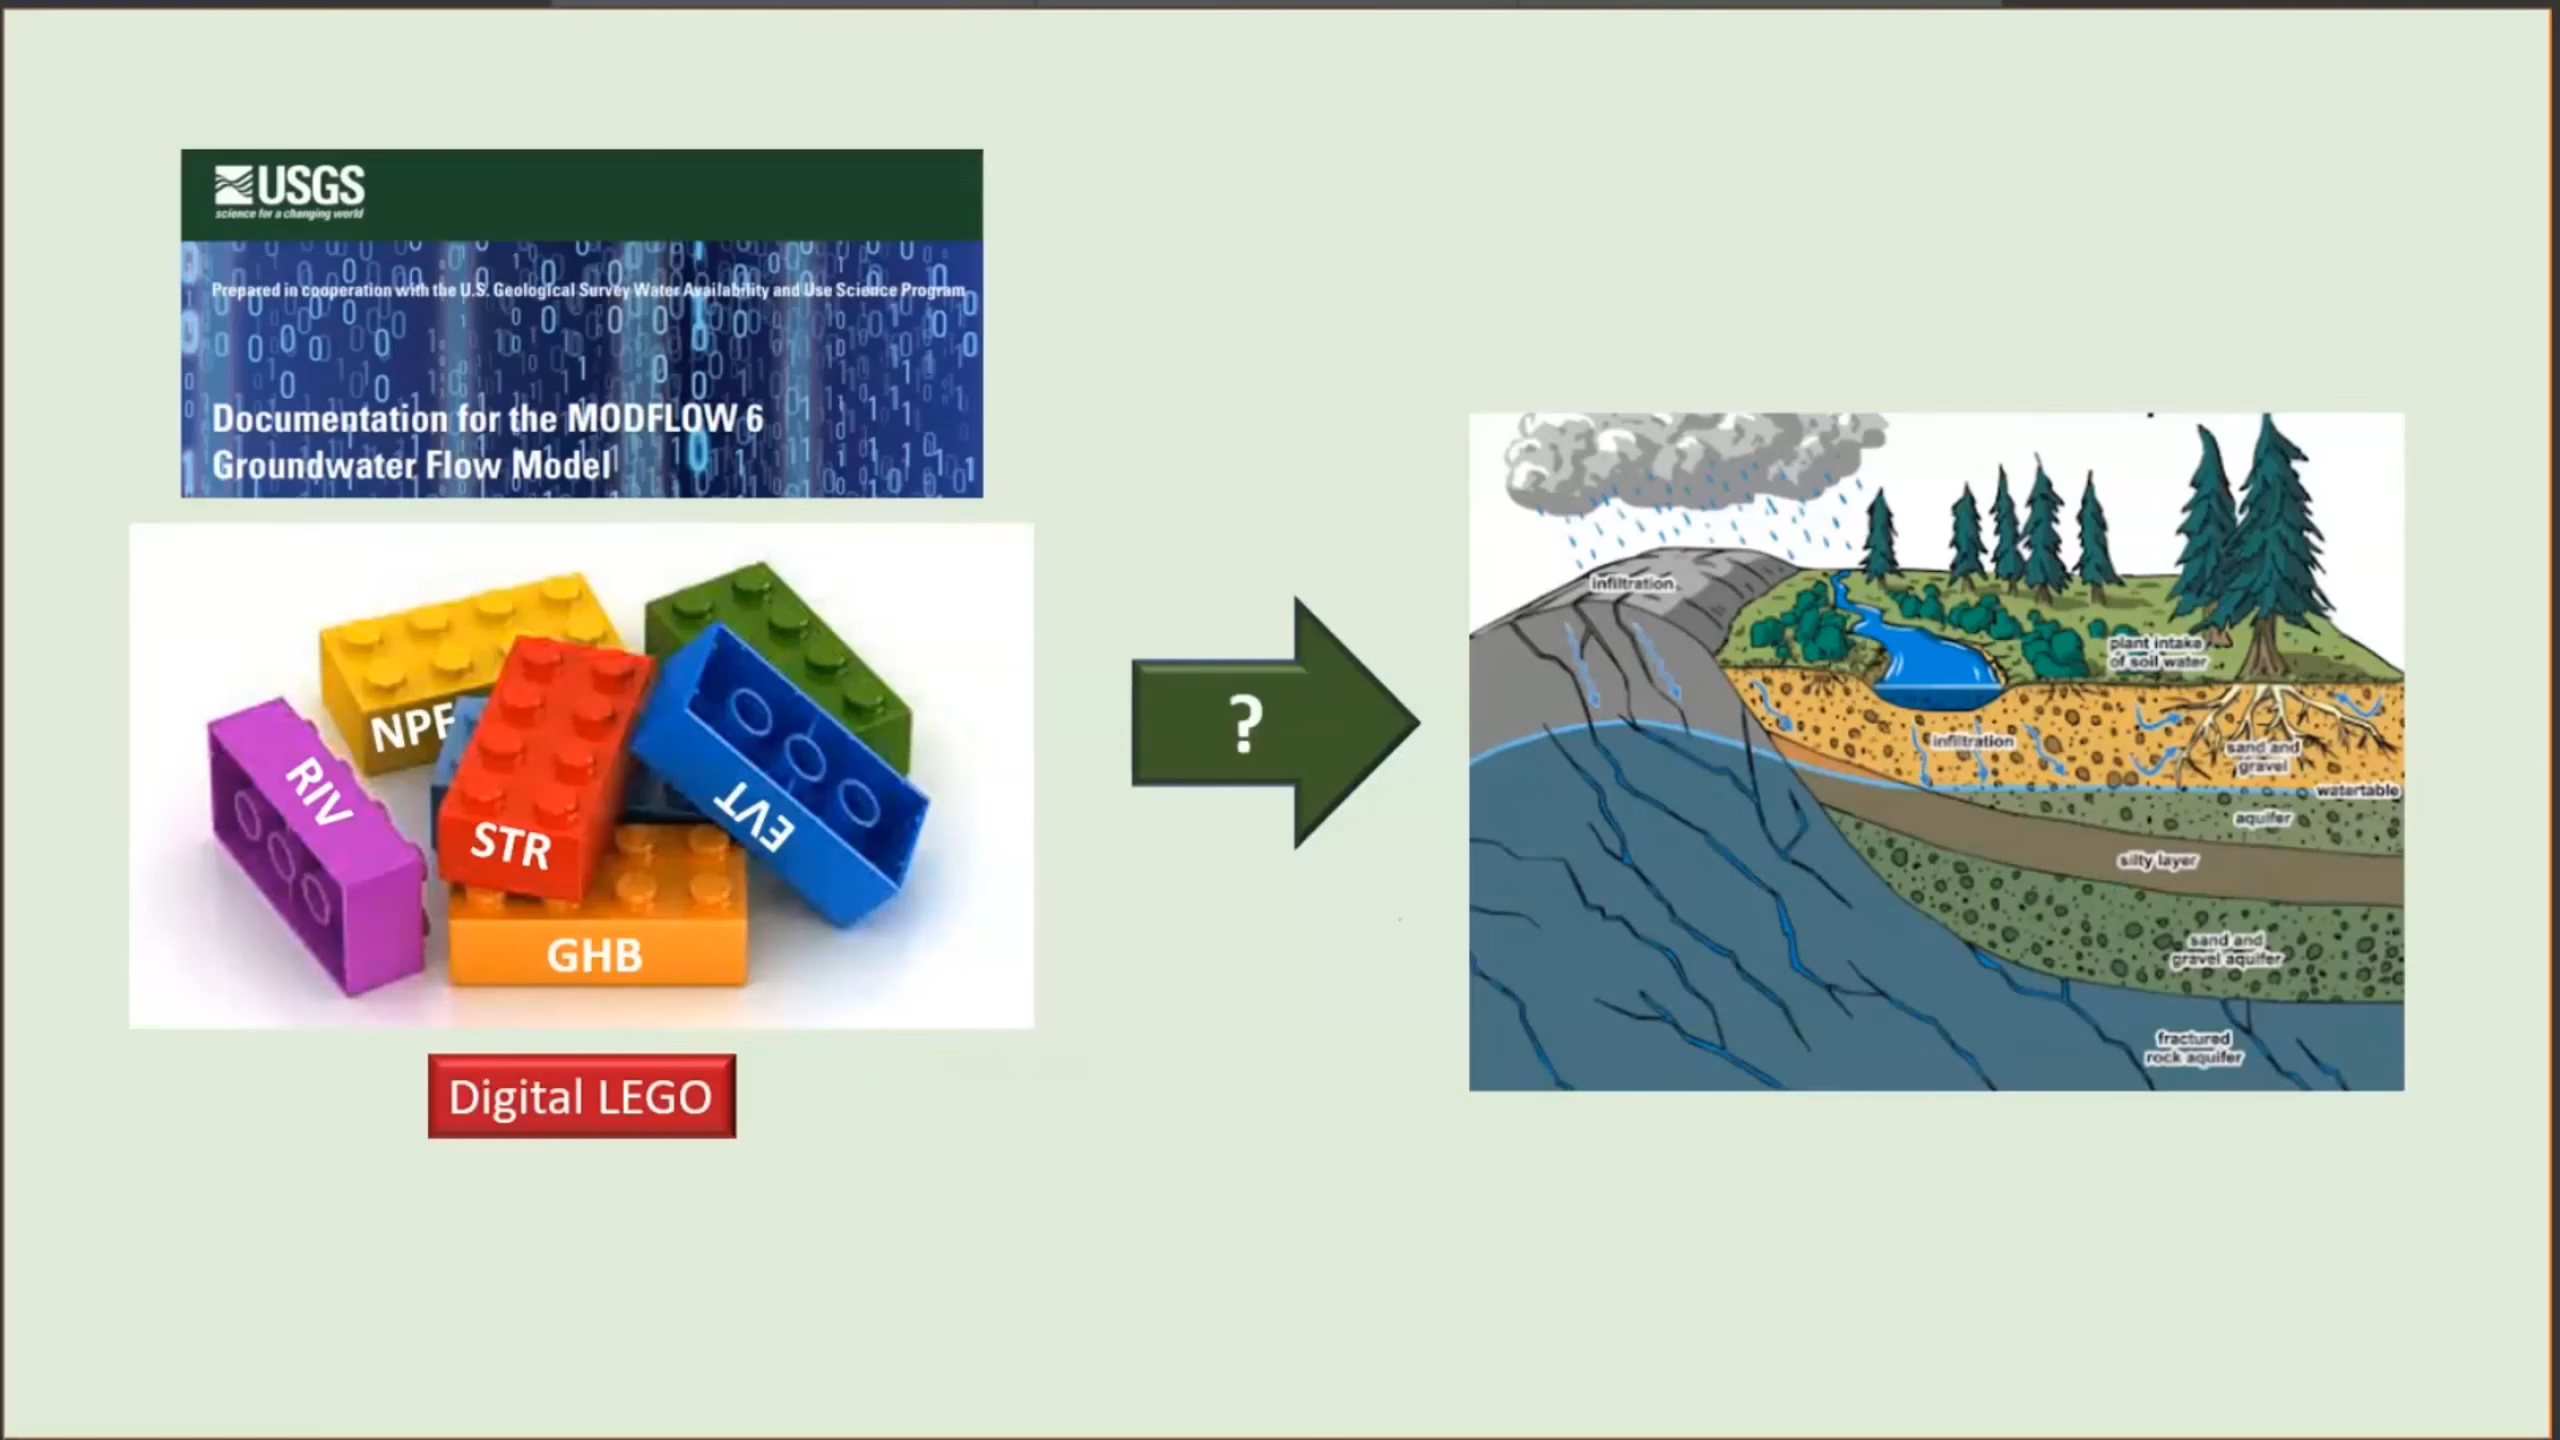 USGS
science for a changing world
Prepared in cooperation with the U.S. Geological Survey Water Availability and Use Science Program
Documentation for the MODFLOW 6
Groundwater Flow Model
NPF
RIV
STR
EVT
GHB
Digital LEGO
?
infiltration
plant intake
of soil water
infiltration
sand and
gravel
watertable
aquifer
silty layer
sand and
gravel aquifer
fractured
rock aquifer